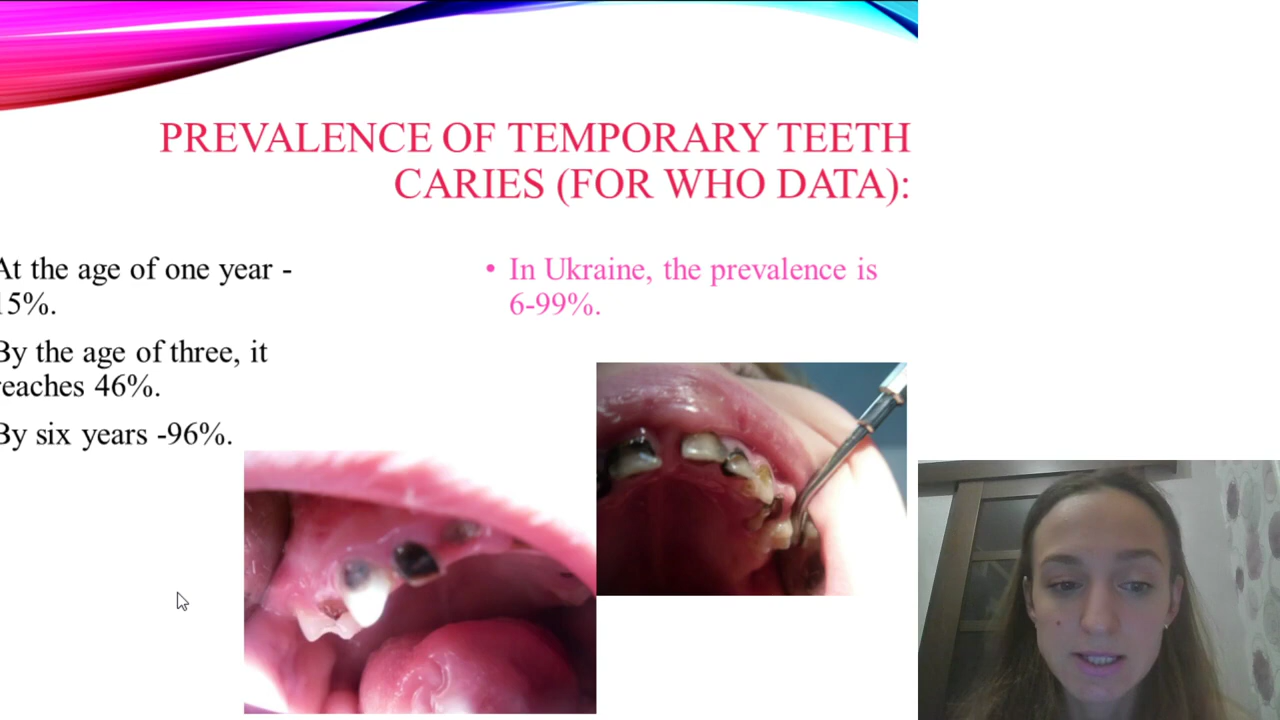 PREVALENCE OF TEMPORARY TEETH
CARIES (FOR WHO DATA):
At the age of one year -
15%.
By the age of three, it
reaches 46%.
By six years -96%.
• In Ukraine, the prevalence is
6-99%.